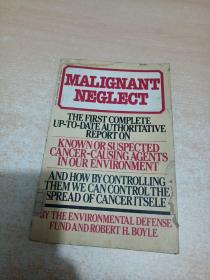 MALIGNANT
NEGLECT
THE FIRST COMPLETE
UP-TO-DATE AUTHORITATIVE
REPORT ON
KNOWN OR SUSPECTED
CANCER-CAUSING AGENTS
IN OUR ENVIRONMENT
AND HOW BY CONTROLLING
THEM WE CAN CONTROL THE
SPREAD OF CANCER ITSELF
BY THE ENVIRONMENTAL DEFENSE
FUND AND ROBERT H. BOYLE